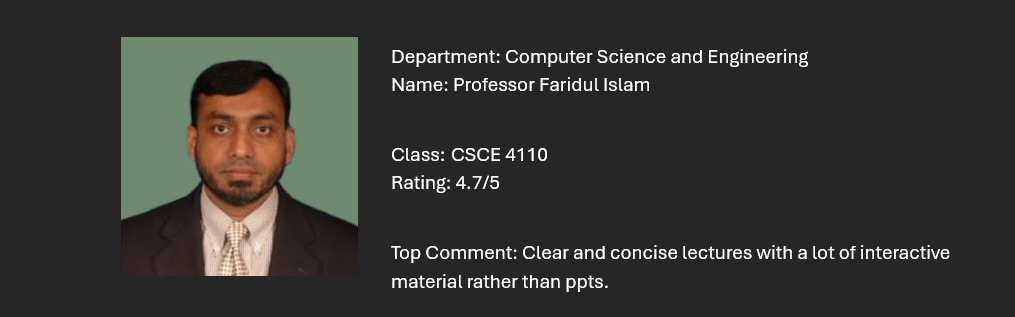 Department: Computer Science and Engineering
Name: Professor Faridul Islam
Class: CSCE 4110
Rating: 4.7/5
Top Comment: Clear and concise lectures with a lot of interactive
material rather than ppts.